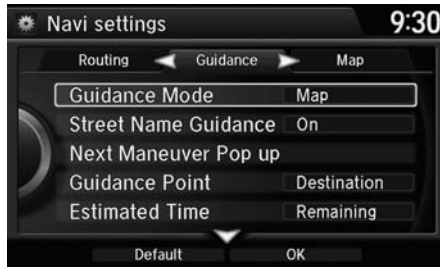 Navi settings 9:30
Routing Guidance Map
Guidance Mode Map
Street Name Guidance On
Next Maneuver Pop up
Guidance Point Destination
Estimated Time Remaining
Default OK